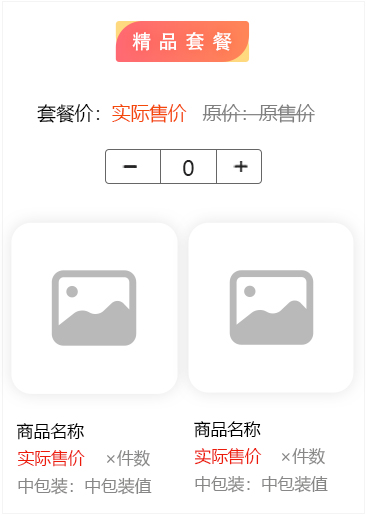 精品套餐
套餐价：实际售价 原价：原售价
- 0 +
商品名称
实际售价 ×件数
中包装：中包装值
商品名称
实际售价 ×件数
中包装：中包装值